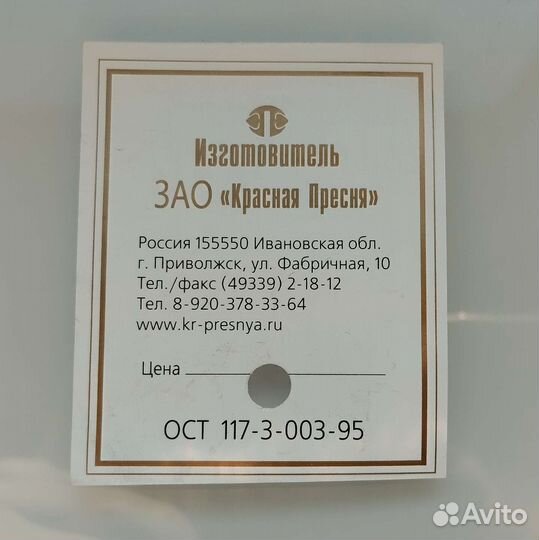 Изготовитель
ЗАО «Красная Пресня»
Россия 155550 Ивановская обл.
г. Приволжск, ул. Фабричная, 10
Тел./факс (49339) 2-18-12
Тел. 8-920-378-33-64
www.kr-presnya.ru
Цена
ОСТ 117-3-003-95
Avito